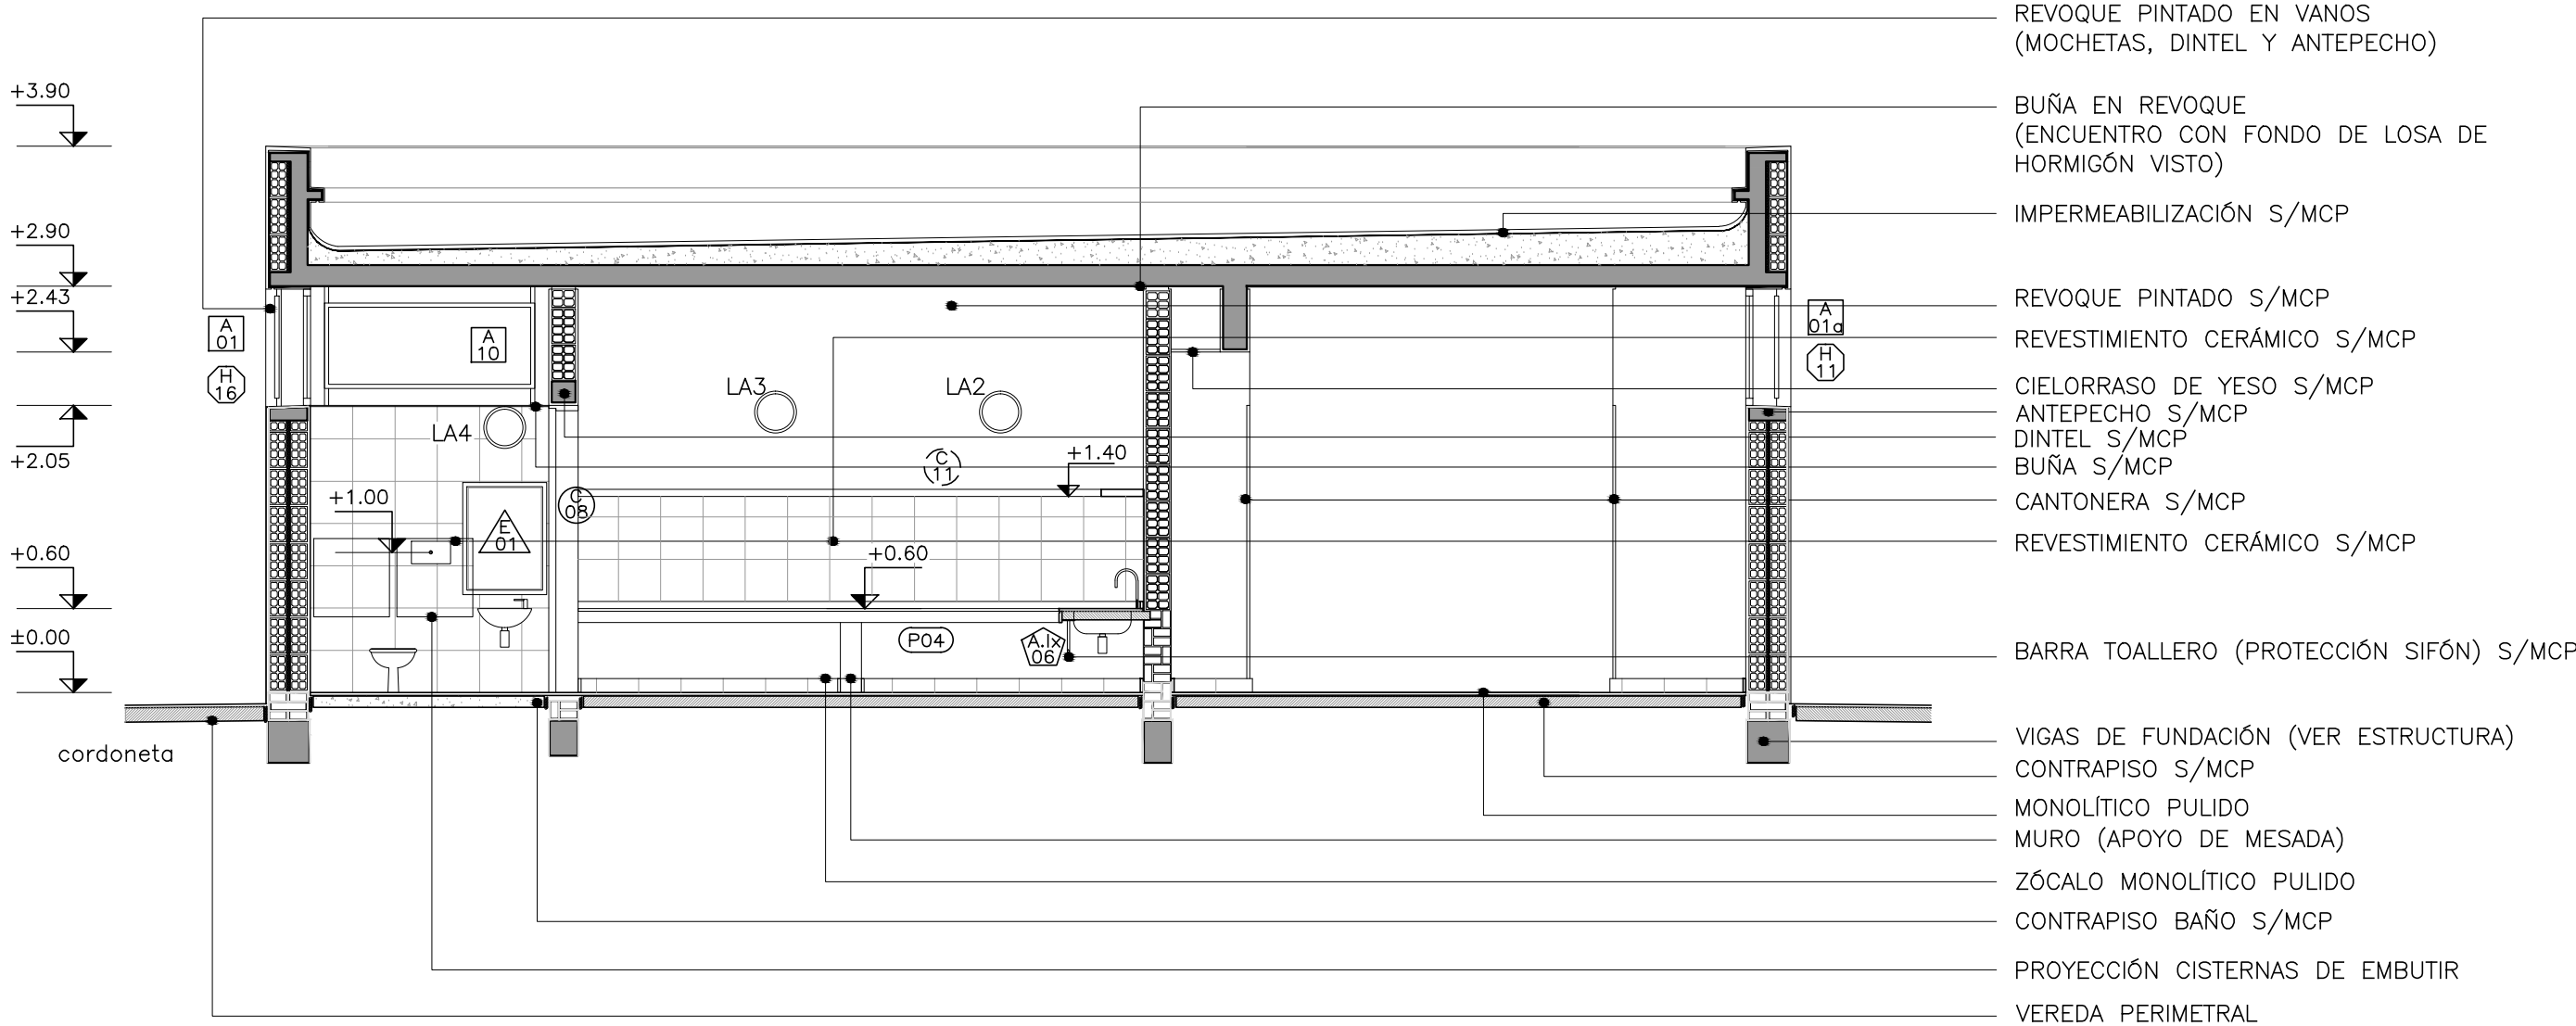 REVOQUE PINTADO EN VANOS
(MOCHETAS, DINTEL Y ANTEPECHO)
BUÑA EN REVOQUE
(ENCUENTRO CON FONDO DE LOSA DE
HORMIGÓN VISTO)
IMPERMEABILIZACIÓN S/MCP
REVOQUE PINTADO S/MCP
REVESTIMIENTO CERÁMICO S/MCP
CIELORRASO DE YESO S/MCP
ANTEPECHO S/MCP
DINTEL S/MCP
BUÑA S/MCP
CANTONERA S/MCP
REVESTIMIENTO CERÁMICO S/MCP
BARRA TOALLERO (PROTECCIÓN SIFÓN) S/MCP
VIGAS DE FUNDACIÓN (VER ESTRUCTURA)
CONTRAPISO S/MCP
MONOLÍTICO PULIDO
MURO (APOYO DE MESADA)
ZÓCALO MONOLÍTICO PULIDO
CONTRAPISO BAÑO S/MCP
PROYECCIÓN CISTERNAS DE EMBUTIR
VEREDA PERIMETRAL
+3.90
+2.90
+2.43
+2.05
+0.60
±0.00
cordoneta
A
01
H
16
A
10
LA4
LA3
LA2
+1.00
E
01
C
08
C
11
+1.40
+0.60
P04
A.Ix
06
A
01a
H
11